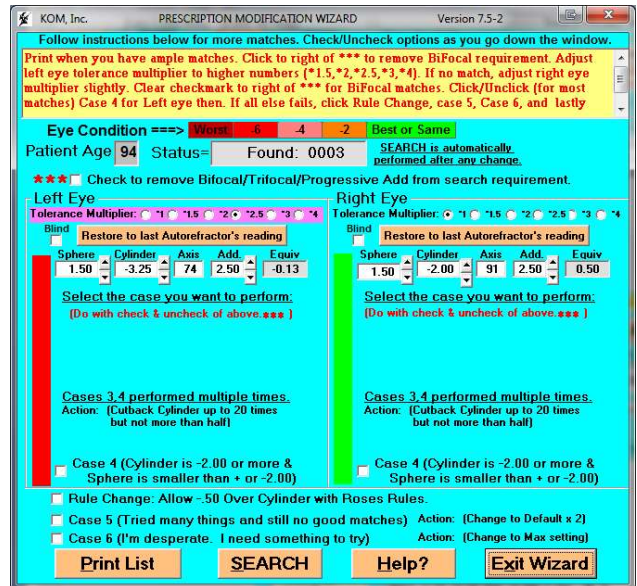 KOM, Inc. PRESCRIPTION MODIFICATION WIZARD Version 7.5-2
Follow instructions below for more matches. Check/Uncheck options as you go down the window.
Print when you have ample matches. Click to right of *** to remove BiFocal requirement. Adjust
left eye tolerance multiplier to higher numbers (*1.5,*2,*2.5,*3,*4). If no match, adjust right eye
multiplier slightly. Clear checkmark to right of *** for BiFocal matches. Click/Unclick (for most
matches) Case 4 for Left eye then. If all else fails, click Rule Change, case 5, Case 6, and lastly
Eye Condition ===> Worst -6 -4 -2 Best or Same
Patient Age 94 Status= Found: 0003 SEARCH is automatically
performed after any change.
*** Check to remove Bifocal/Trifocal/Progressive Add from search requirement.
Left Eye Right Eye
Tolerance Multiplier: *1 *1.5 *2 *2.5 *3 *4 Tolerance Multiplier: *1 *1.5 *2 *2.5 *3 *4
Blind Restore to last Autorefractor's reading Blind Restore to last Autorefractor's reading
Sphere Cylinder Axis Add. Equiv Sphere Cylinder Axis Add. Equiv
1.50 -3.25 74 2.50 -0.13 1.50 -2.00 91 2.50 0.50
Select the case you want to perform: Select the case you want to perform:
(Do with check & uncheck of above.*** ) (Do with check & uncheck of above.*** )
Cases 3,4 performed multiple times. Cases 3,4 performed multiple times.
Action: (Cutback Cylinder up to 20 times Action: (Cutback Cylinder up to 20 times
but not more than half) but not more than half)
Case 4 (Cylinder is -2.00 or more & Case 4 (Cylinder is -2.00 or more &
Sphere is smaller than + or -2.00) Sphere is smaller than + or -2.00)
Rule Change: Allow -.50 Over Cylinder with Roses Rules.
Case 5 (Tried many things and still no good matches) Action: (Change to Default x 2)
Case 6 (I'm desperate. I need something to try) Action: (Change to Max setting)
Print List SEARCH Help? Exit Wizard